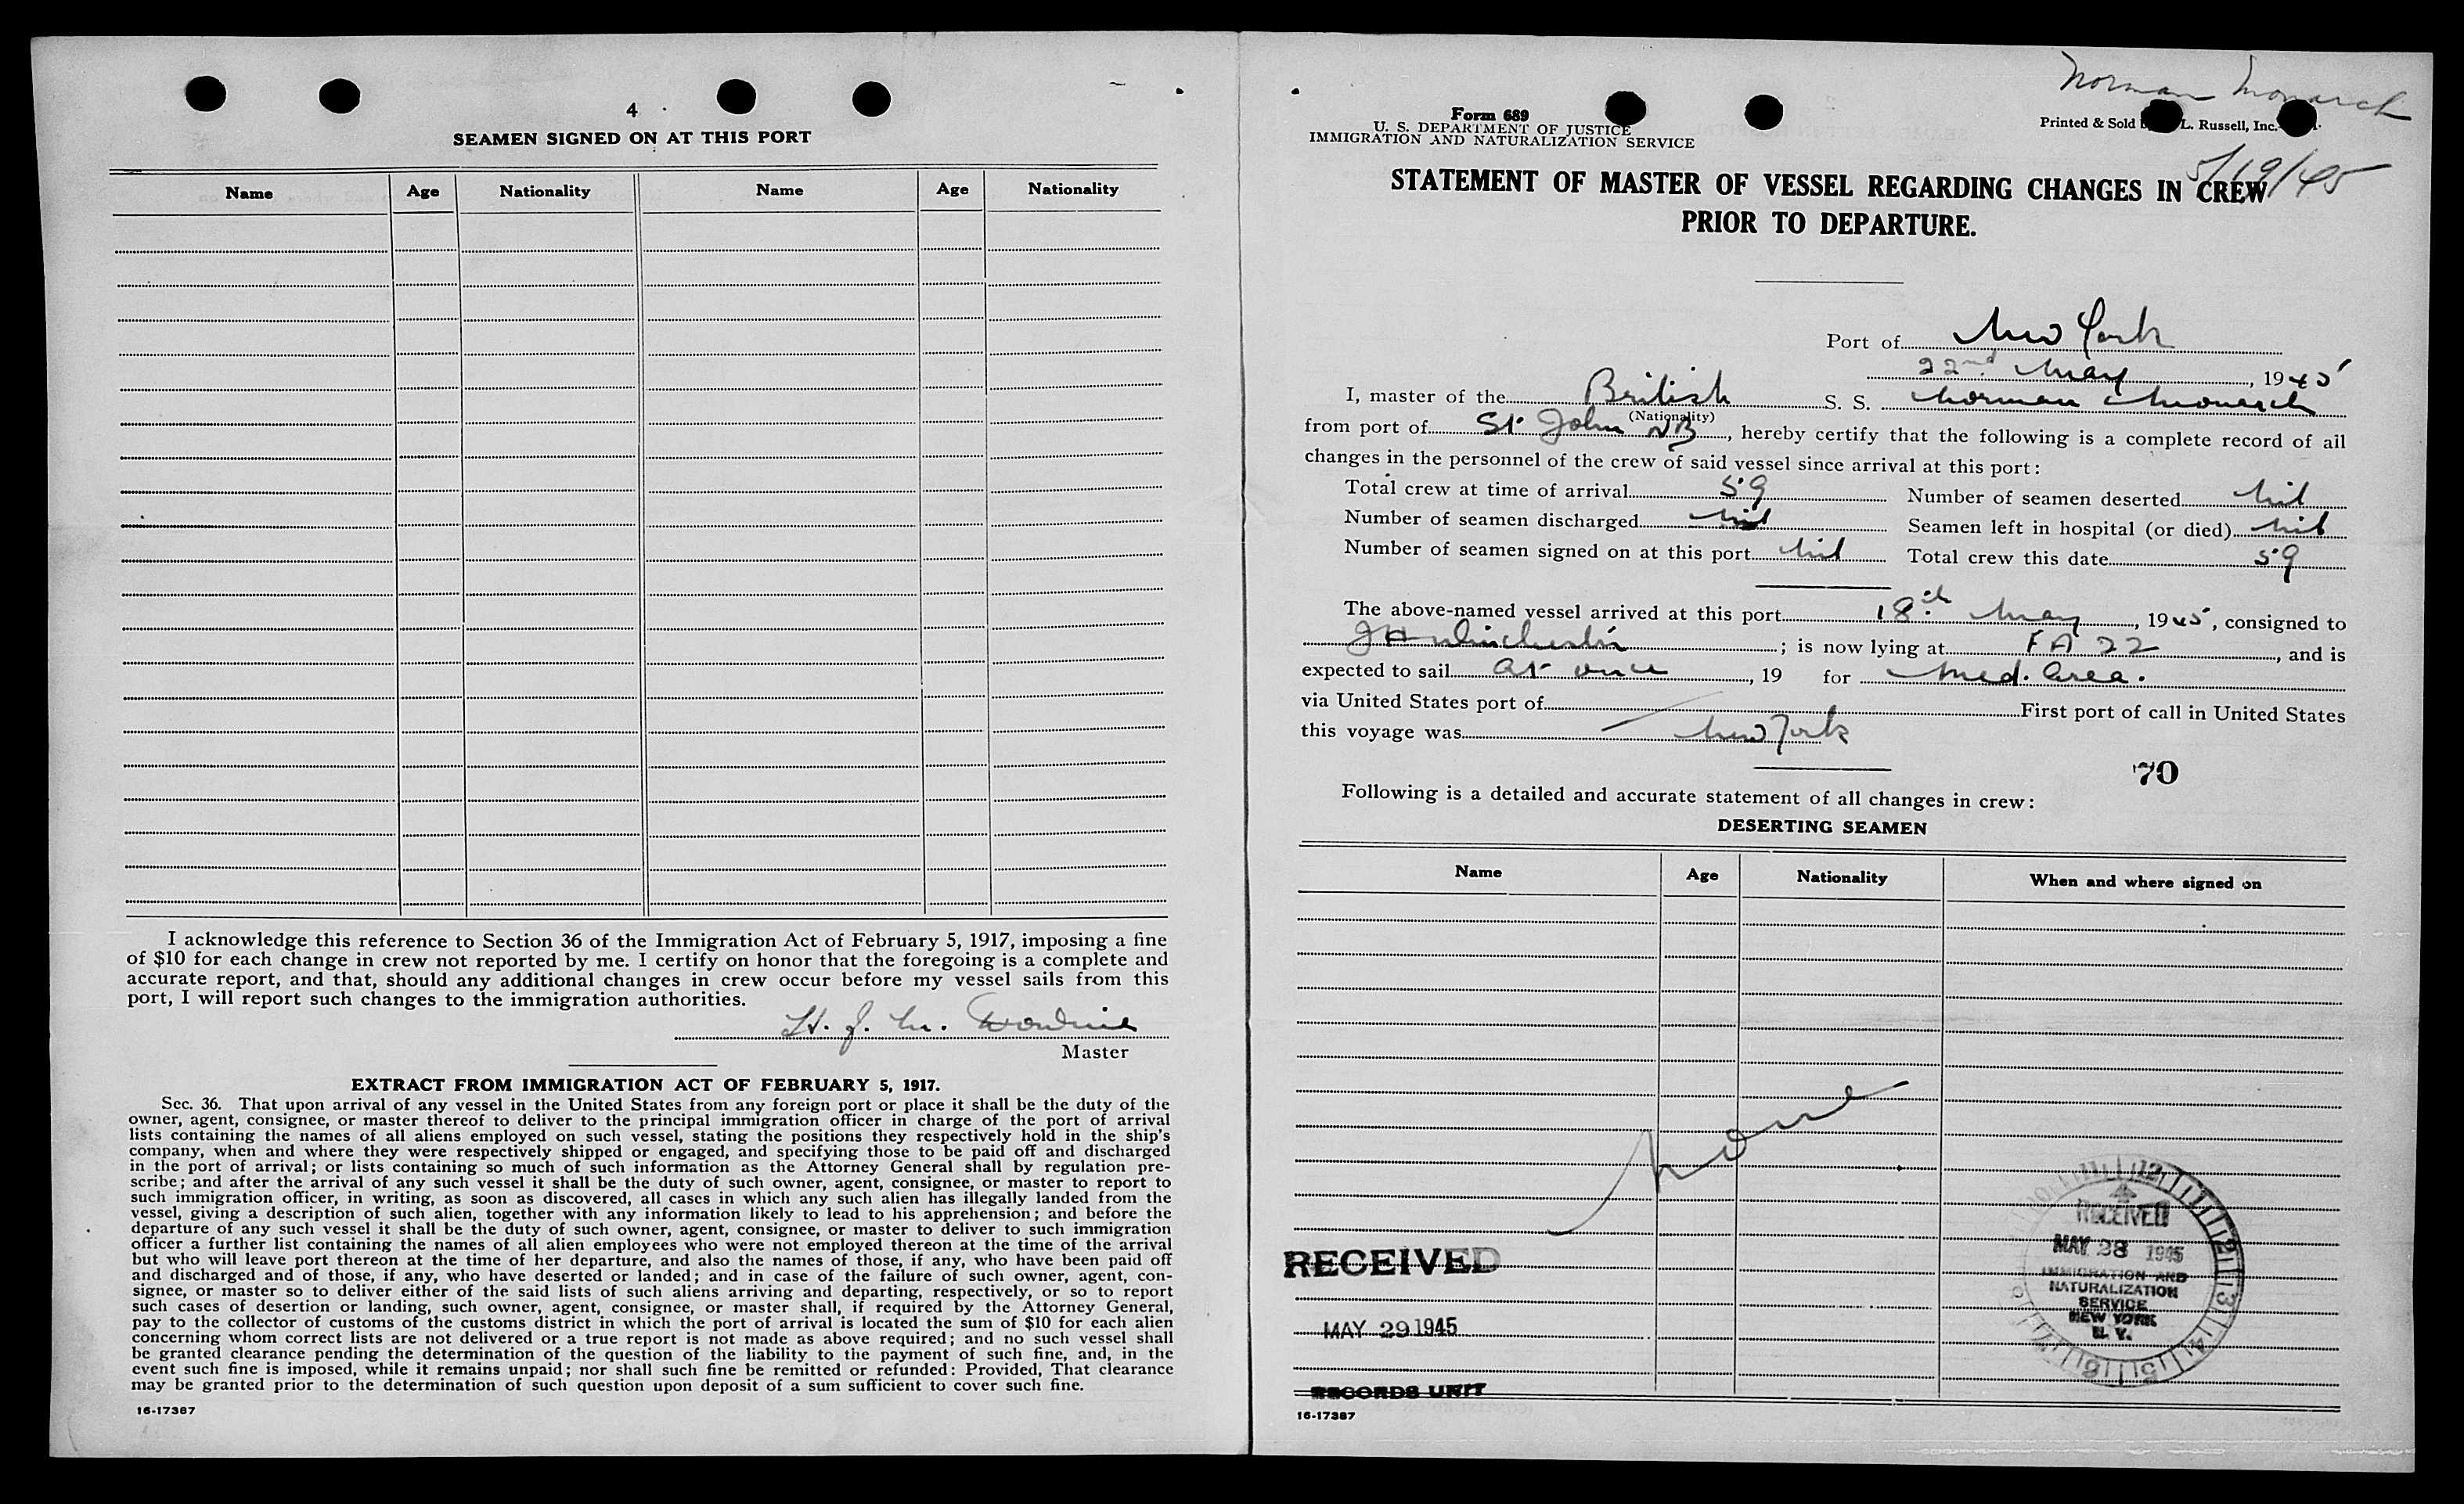 4
SEAMEN SIGNED ON AT THIS PORT
Name Age Nationality Name Age Nationality
I acknowledge this reference to Section 36 of the Immigration Act of February 5, 1917, imposing a fine
of $10 for each change in crew not reported by me. I certify on honor that the foregoing is a complete and
accurate report, and that, should any additional changes in crew occur before my vessel sails from this
port, I will report such changes to the immigration authorities.
Master
EXTRACT FROM IMMIGRATION ACT OF FEBRUARY 5, 1917.
Sec. 36. That upon arrival of any vessel in the United States from any foreign port or place it shall be the duty of the
owner, agent, consignee, or master thereof to deliver to the principal immigration officer in charge of the port of arrival
lists containing the names of all aliens employed on such vessel, stating the positions they respectively hold in the ship's
company, when and where they were respectively shipped or engaged, and specifying those to be paid off and discharged
in the port of arrival; or lists containing so much of such information as the Attorney General shall by regulation pre-
scribe; and after the arrival of any such vessel it shall be the duty of such owner, agent, consignee, or master to report to
such immigration officer, in writing, as soon as discovered, all cases in which any such alien has illegally landed from the
vessel, giving a description of such alien, together with any information likely to lead to his apprehension; and before the
departure of any such vessel it shall be the duty of such owner, agent, consignee, or master to deliver to such immigration
officer a further list containing the names of all alien employees who were not employed thereon at the time of the arrival
but who will leave port thereon at the time of her departure, and also the names of those, if any, who have been paid off
and discharged and of those, if any, who have deserted or landed; and in case of the failure of such owner, agent, con-
signee, or master so to deliver either of the said lists of such aliens arriving and departing, respectively, or so to report
such cases of desertion or landing, such owner, agent, consignee, or master shall, if required by the Attorney General,
pay to the collector of customs of the customs district in which the port of arrival is located the sum of $10 for each alien
concerning whom correct lists are not delivered or a true report is not made as above required; and no such vessel shall
be granted clearance pending the determination of the question of the liability to the payment of such fine, and, in the
event such fine is imposed, while it remains unpaid; nor shall such fine be remitted or refunded: Provided, That clearance
may be granted prior to the determination of such question upon deposit of a sum sufficient to cover such fine.
16-17387
Norman Monarch
Form 689
U. S. DEPARTMENT OF JUSTICE
IMMIGRATION AND NATURALIZATION SERVICE
Printed & Sold L. Russell, Inc.
5/19/45
STATEMENT OF MASTER OF VESSEL REGARDING CHANGES IN CREW
PRIOR TO DEPARTURE.
Port of New York
22nd May, 1945
I, master of the British S. S. Norman Monarch
(Nationality)
from port of St John NB, hereby certify that the following is a complete record of all
changes in the personnel of the crew of said vessel since arrival at this port:
Total crew at time of arrival 59 Number of seamen deserted nil
Number of seamen discharged nil Seamen left in hospital (or died) nil
Number of seamen signed on at this port nil Total crew this date 59
The above-named vessel arrived at this port 18th May, 1945, consigned to
J H Winchester; is now lying at FA 22, and is
expected to sail at once, 19 for Med. Area.
via United States port of First port of call in United States
this voyage was New York
70
Following is a detailed and accurate statement of all changes in crew:
DESERTING SEAMEN
Name Age Nationality When and where signed on
None
RECEIVED
MAY 29 1945
RECORDS UNIT
RECEIVED
MAY 28 1945
IMMIGRATION AND
NATURALIZATION
SERVICE
NEW YORK
N. Y.
16-17387